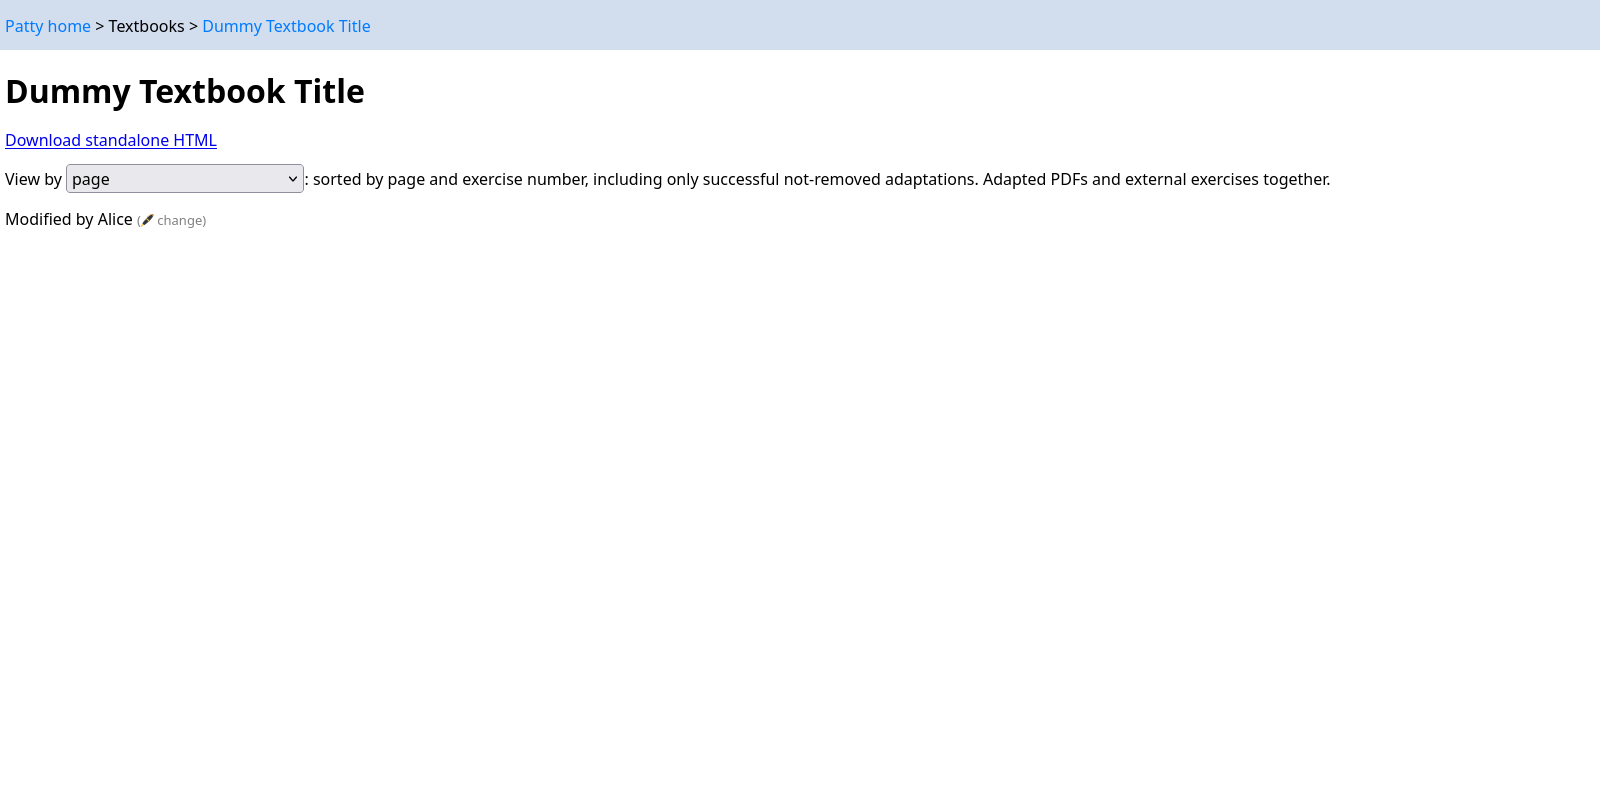 Patty home > Textbooks > Dummy Textbook Title
Dummy Textbook Title
Download standalone HTML
View by page : sorted by page and exercise number, including only successful not-removed adaptations. Adapted PDFs and external exercises together.
Modified by Alice (🖋 change)